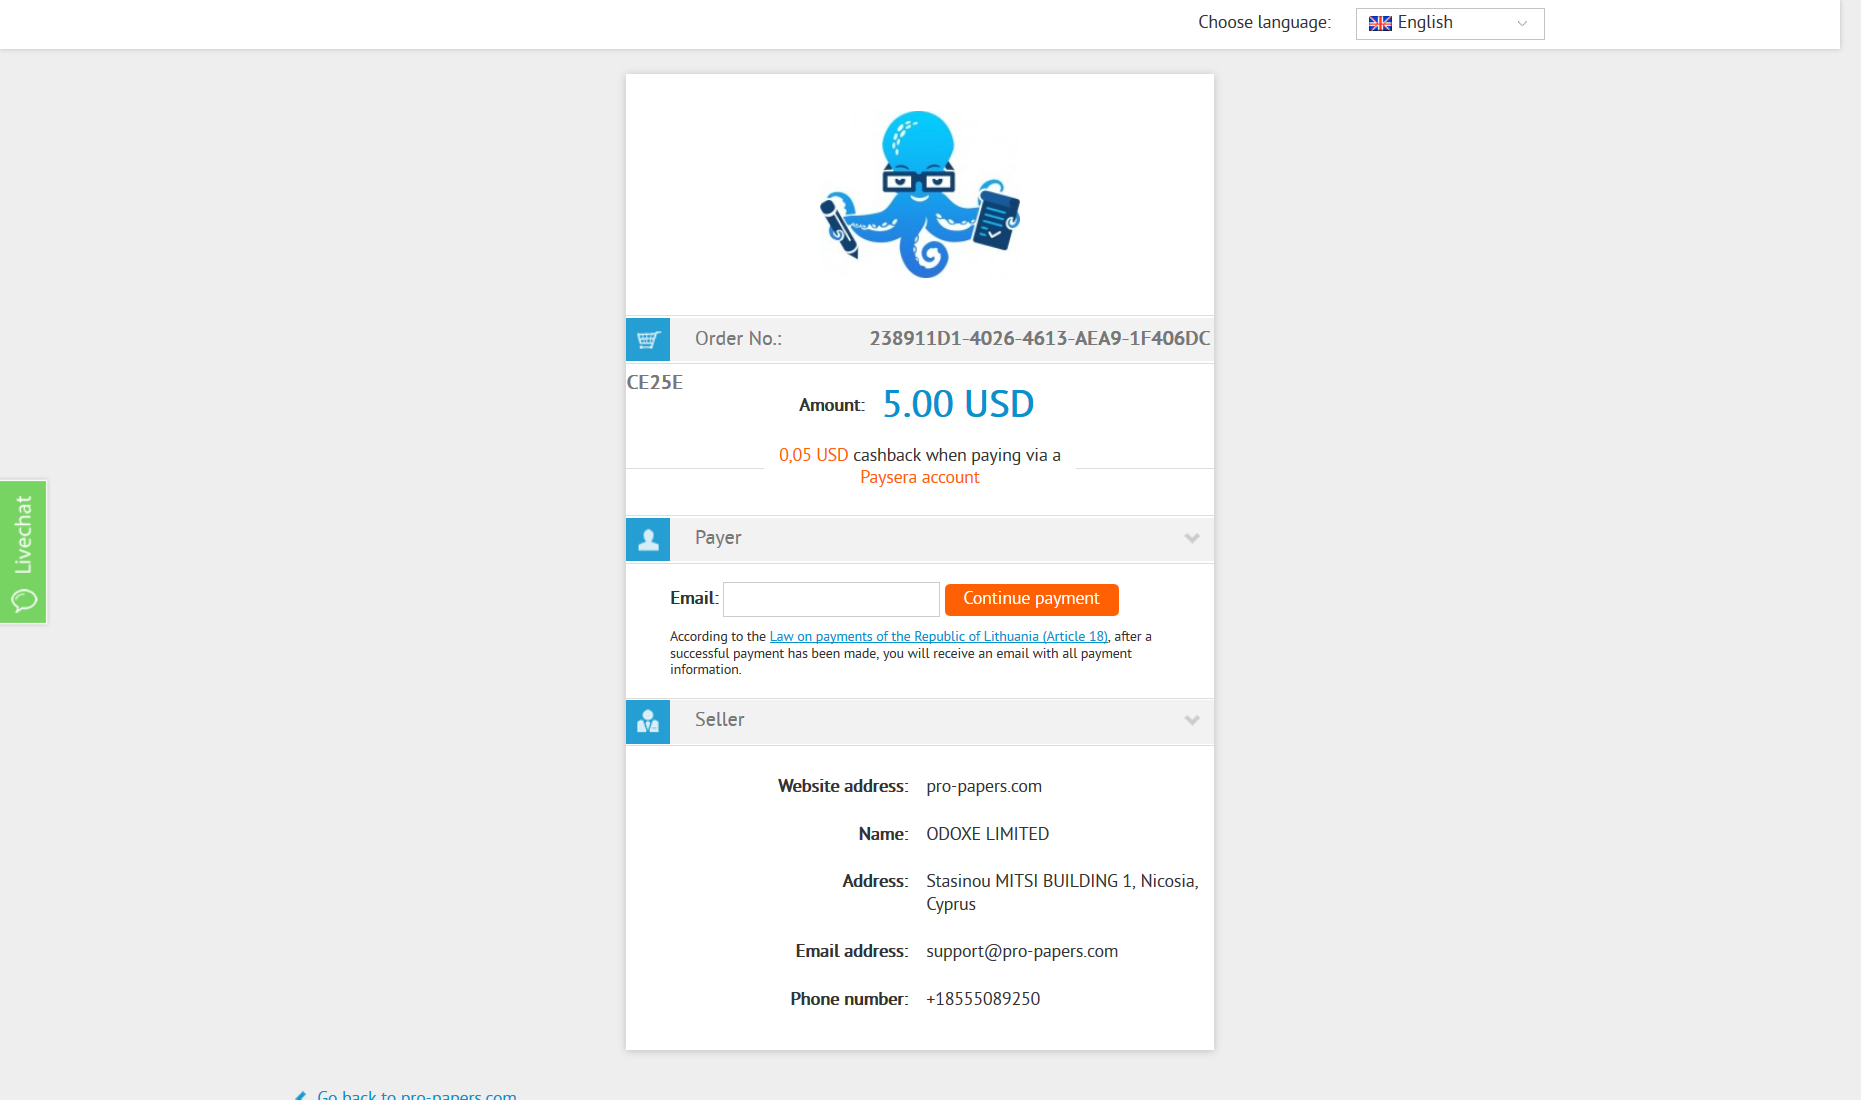 Choose language: English
Order No.: 238911D1-4026-4613-AEA9-1F406DC
CE25E
Amount: 5.00 USD
0,05 USD cashback when paying via a
Paysera account
Livechat
Payer
Email: Continue payment
According to the Law on payments of the Republic of Lithuania (Article 18), after a
successful payment has been made, you will receive an email with all payment
information.
Seller
Website address: pro-papers.com
Name: ODOXE LIMITED
Address: Stasinou MITSI BUILDING 1, Nicosia,
Cyprus
Email address: support@pro-papers.com
Phone number: +18555089250
Go back to pro-papers.com